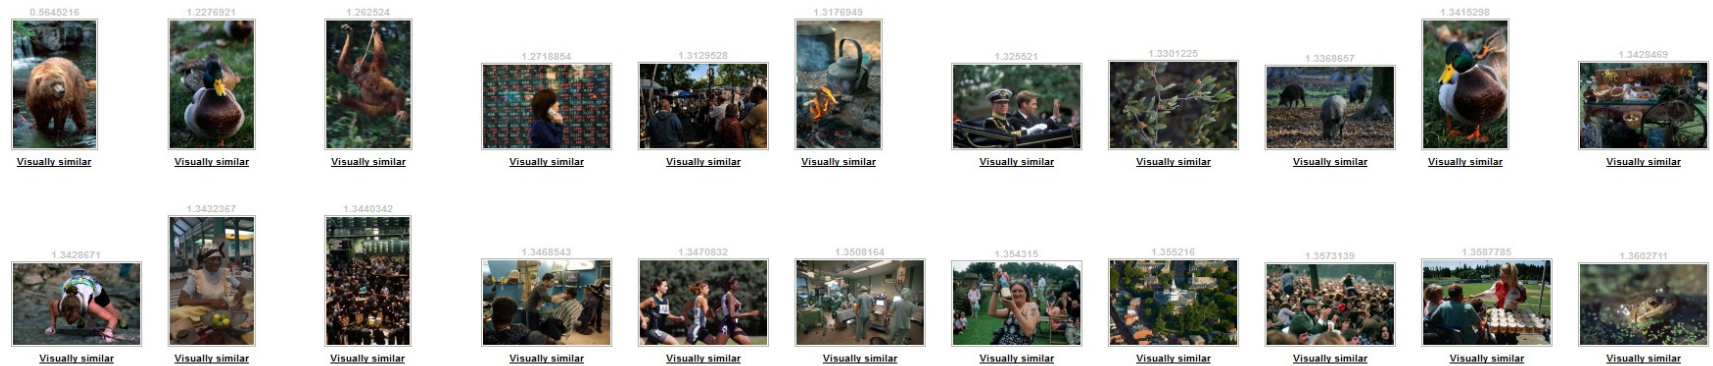 0.5645216
1.2276921
1.262524
1.2718854
1.3129528
1.3176949
1.325521
1.3301225
1.3368657
1.3415298
1.3428469
Visually similar
Visually similar
Visually similar
Visually similar
Visually similar
Visually similar
Visually similar
Visually similar
Visually similar
Visually similar
Visually similar
1.3428671
1.3432367
1.3440342
1.3468543
1.3470832
1.3508164
1.354315
1.355216
1.3573139
1.3587785
1.3602711
Visually similar
Visually similar
Visually similar
Visually similar
Visually similar
Visually similar
Visually similar
Visually similar
Visually similar
Visually similar
Visually similar